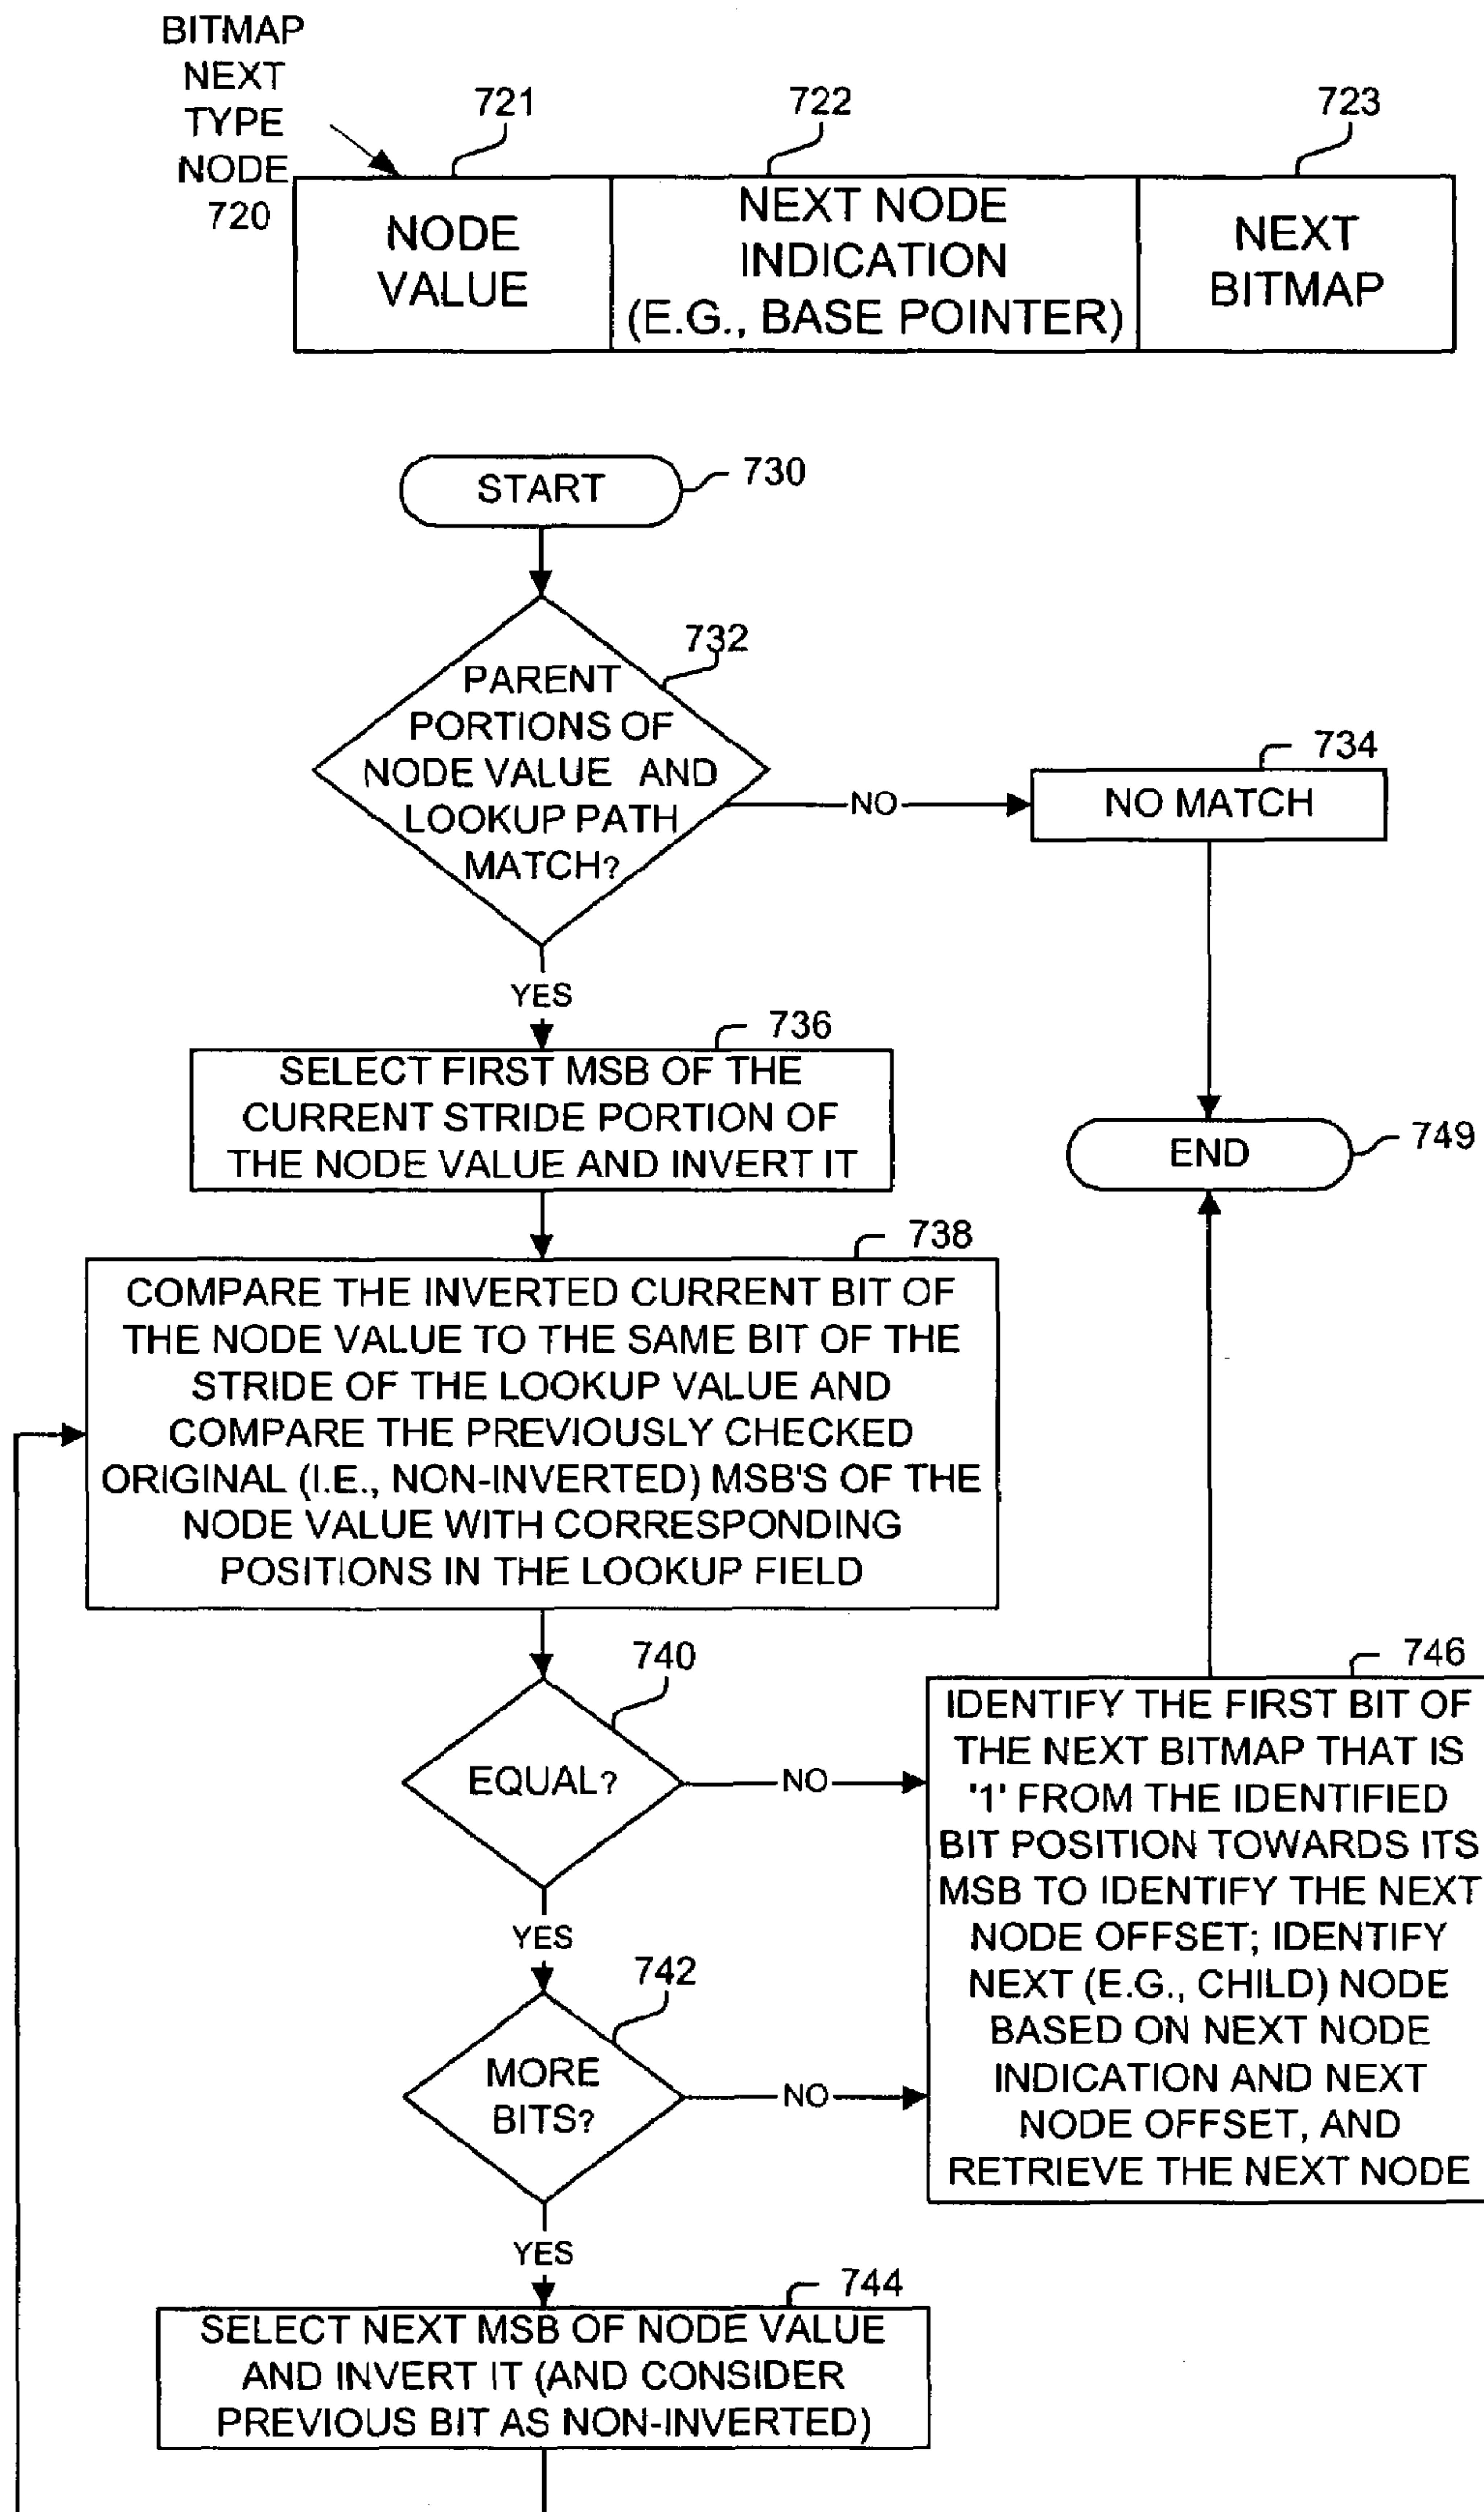 BITMAP
NEXT
TYPE
NODE
720
721
722
723
NODE
VALUE
NEXT NODE
INDICATION
(E.G., BASE POINTER)
NEXT
BITMAP
START
730
732
PARENT
PORTIONS OF
NODE VALUE AND
LOOKUP PATH
MATCH?
NO
734
NO MATCH
YES
736
SELECT FIRST MSB OF THE
CURRENT STRIDE PORTION OF
THE NODE VALUE AND INVERT IT
END
749
738
COMPARE THE INVERTED CURRENT BIT OF
THE NODE VALUE TO THE SAME BIT OF THE
STRIDE OF THE LOOKUP VALUE AND
COMPARE THE PREVIOUSLY CHECKED
ORIGINAL (I.E., NON-INVERTED) MSB'S OF THE
NODE VALUE WITH CORRESPONDING
POSITIONS IN THE LOOKUP FIELD
740
EQUAL?
NO
746
IDENTIFY THE FIRST BIT OF
THE NEXT BITMAP THAT IS
'1' FROM THE IDENTIFIED
BIT POSITION TOWARDS ITS
MSB TO IDENTIFY THE NEXT
NODE OFFSET; IDENTIFY
NEXT (E.G., CHILD) NODE
BASED ON NEXT NODE
INDICATION AND NEXT
NODE OFFSET, AND
RETRIEVE THE NEXT NODE
YES
742
MORE
BITS?
NO
YES
744
SELECT NEXT MSB OF NODE VALUE
AND INVERT IT (AND CONSIDER
PREVIOUS BIT AS NON-INVERTED)